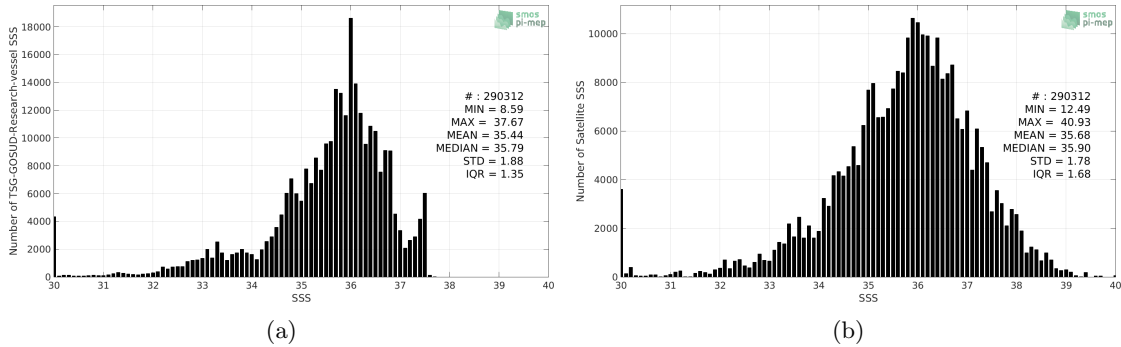 smos
pi-mep
Number of TSG-GOSUD-Research-vessel SSS
18000
16000
14000
12000
10000
8000
6000
4000
2000
0
# : 290312
MIN = 8.59
MAX = 37.67
MEAN = 35.44
MEDIAN = 35.79
STD = 1.88
IQR = 1.35
30 31 32 33 34 35 36 37 38 39 40
SSS
(a)
smos
pi-mep
Number of Satellite SSS
10000
8000
6000
4000
2000
0
# : 290312
MIN = 12.49
MAX = 40.93
MEAN = 35.68
MEDIAN = 35.90
STD = 1.78
IQR = 1.68
30 31 32 33 34 35 36 37 38 39 40
SSS
(b)